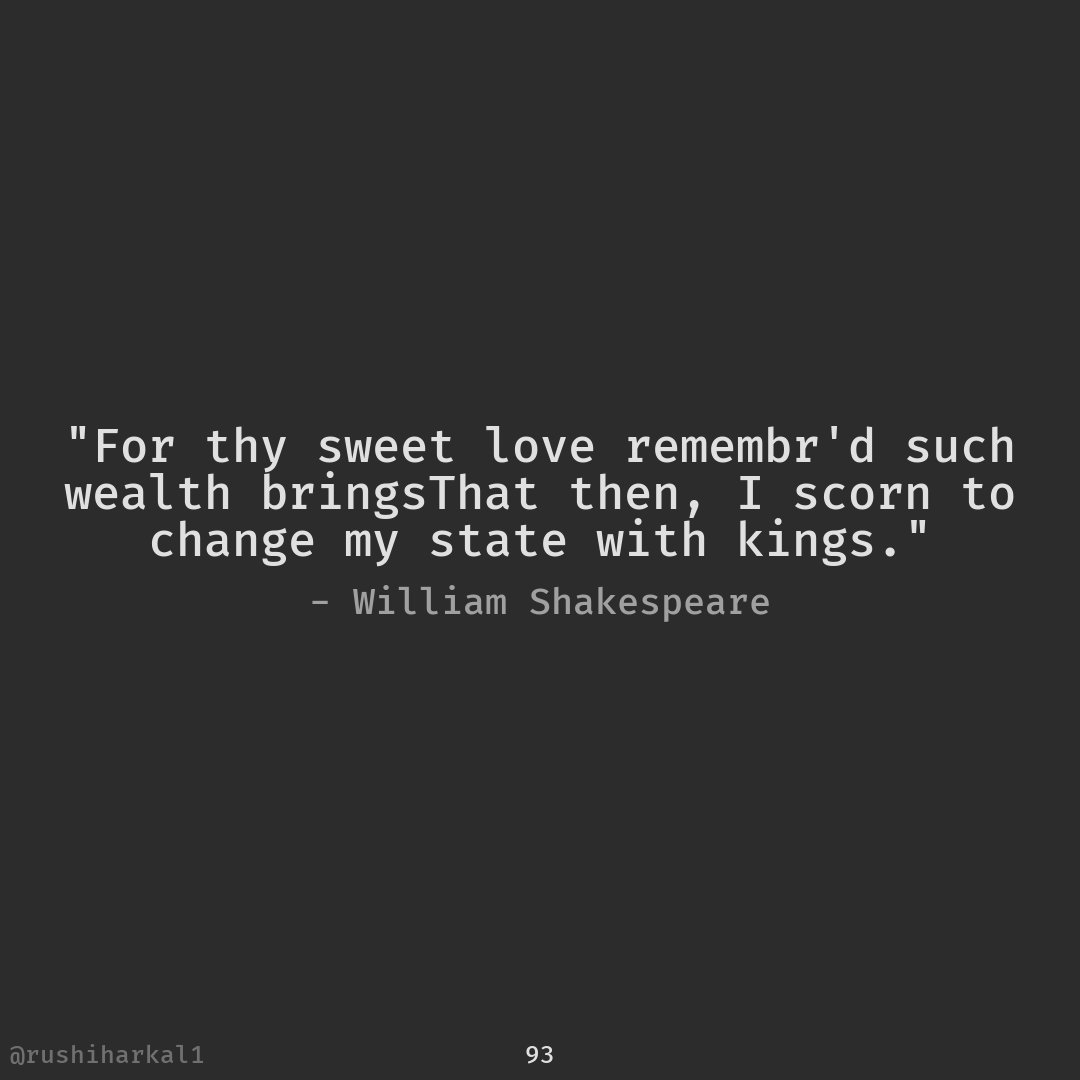 "For thy sweet love remembr'd such
wealth bringsThat then, I scorn to
change my state with kings."
- William Shakespeare
@rushiharkal1
93